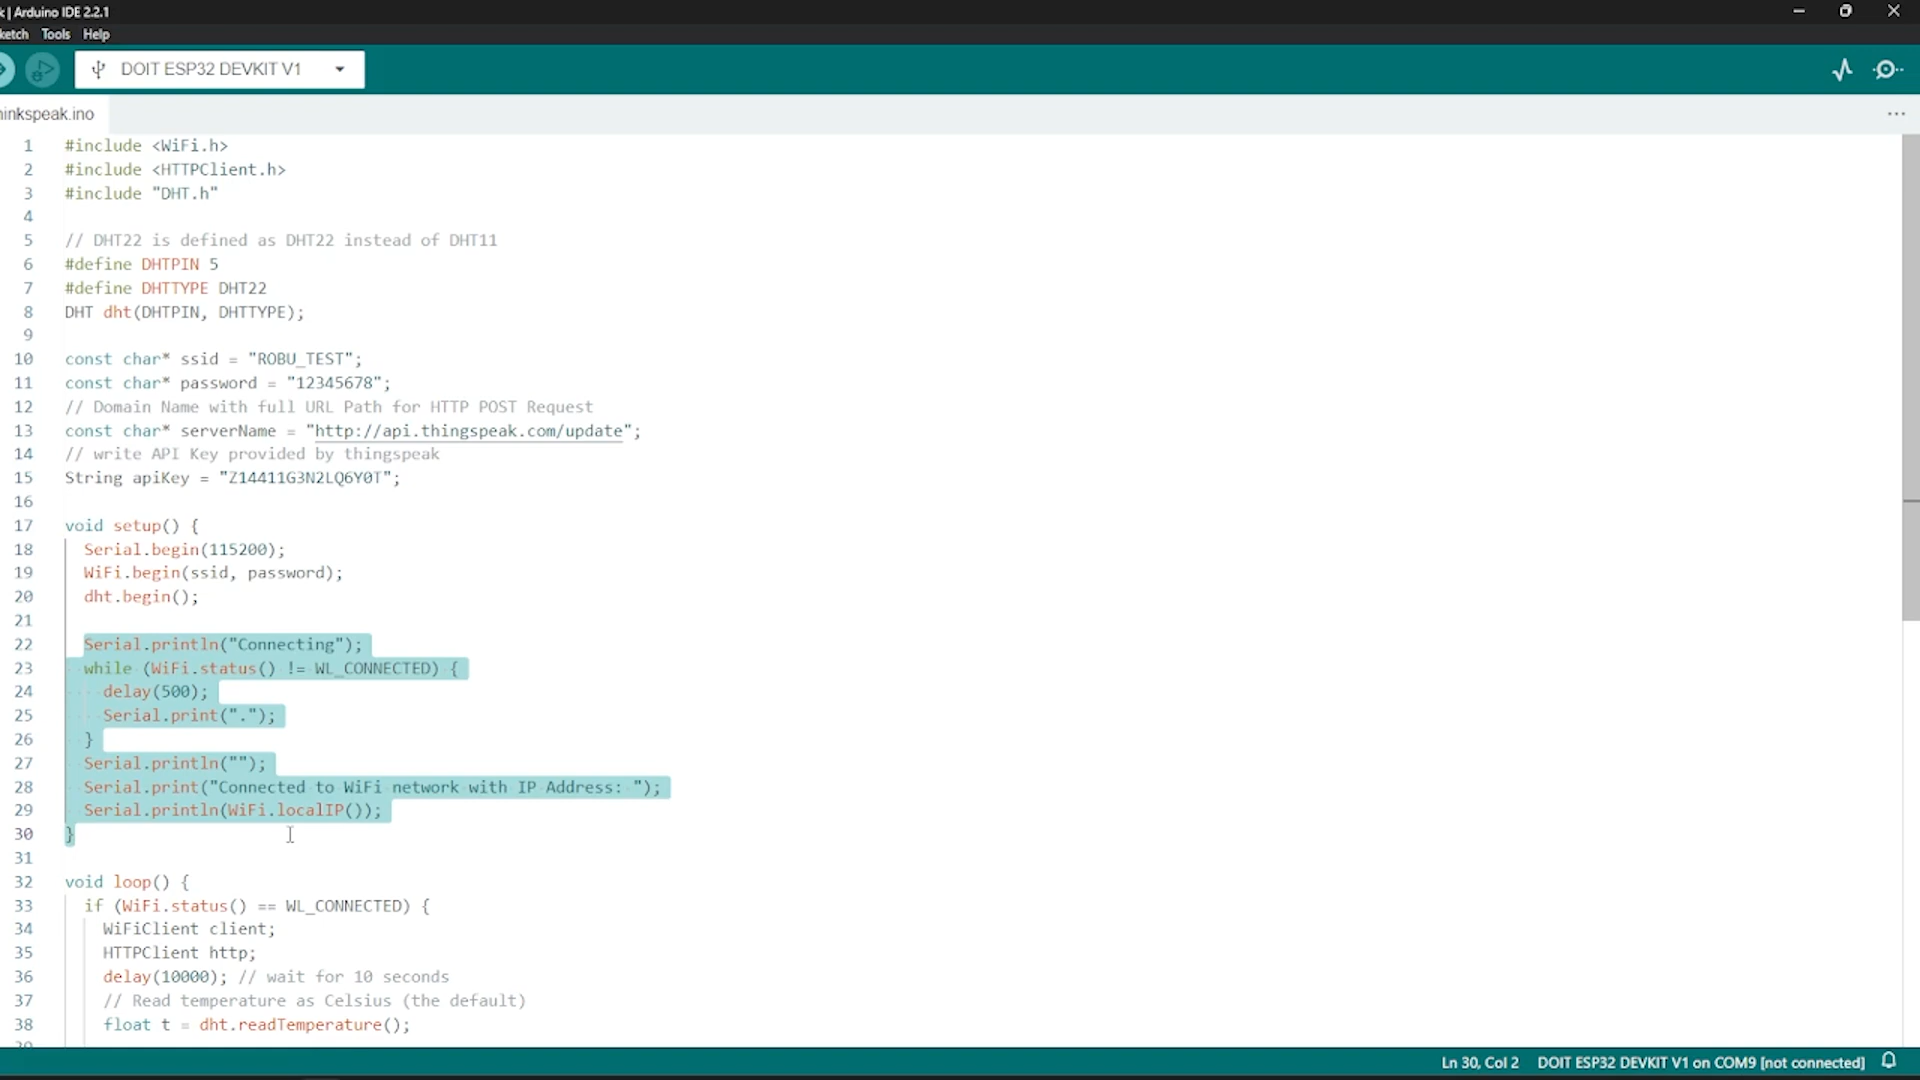 k | Arduino IDE 2.2.1
ketch Tools Help
DOIT ESP32 DEVKIT V1
hinkspeak.ino
1 #include <WiFi.h>
2 #include <HTTPClient.h>
3 #include "DHT.h"
4
5 // DHT22 is defined as DHT22 instead of DHT11
6 #define DHTPIN 5
7 #define DHTTYPE DHT22
8 DHT dht(DHTPIN, DHTTYPE);
9
10 const char* ssid = "ROBU_TEST";
11 const char* password = "12345678";
12 // Domain Name with full URL Path for HTTP POST Request
13 const char* serverName = "http://api.thingspeak.com/update";
14 // write API Key provided by thingspeak
15 String apiKey = "Z14411G3N2LQ6Y0T";
16
17 void setup() {
18 Serial.begin(115200);
19 WiFi.begin(ssid, password);
20 dht.begin();
21
22 Serial.println("Connecting");
23 while (WiFi.status() != WL_CONNECTED) {
24 delay(500);
25 Serial.print(".");
26 }
27 Serial.println("");
28 Serial.print("Connected to WiFi network with IP Address: ");
29 Serial.println(WiFi.localIP());
30 }
31
32 void loop() {
33 if (WiFi.status() == WL_CONNECTED) {
34 WiFiClient client;
35 HTTPClient http;
36 delay(10000); // wait for 10 seconds
37 // Read temperature as Celsius (the default)
38 float t = dht.readTemperature();
Ln 30, Col 2 DOIT ESP32 DEVKIT V1 on COM9 [not connected]